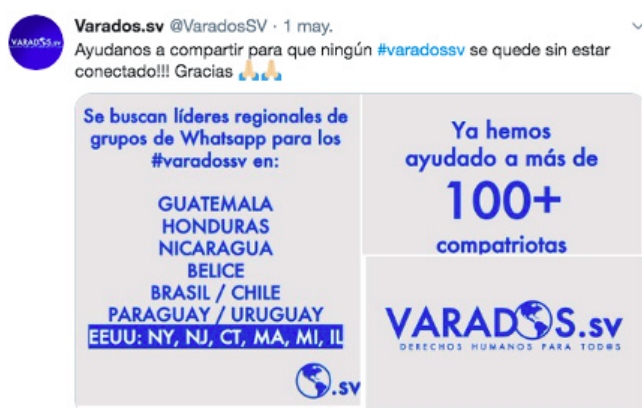 VARADOS.sv
Varados.sv @VaradosSV · 1 may.
Ayudanos a compartir para que ningún #varadossv se quede sin estar
conectado!!! Gracias 🙏🏻🙏🏻
Se buscan líderes regionales de
grupos de Whatsapp para los
#varadossv en:
GUATEMALA
HONDURAS
NICARAGUA
BELICE
BRASIL / CHILE
PARAGUAY / URUGUAY
EEUU: NY, NJ, CT, MA, MI, IL
.sv
Ya hemos
ayudado a más de
100+
compatriotas
VARADOS.sv
DERECHOS HUMANOS PARA TOD@S